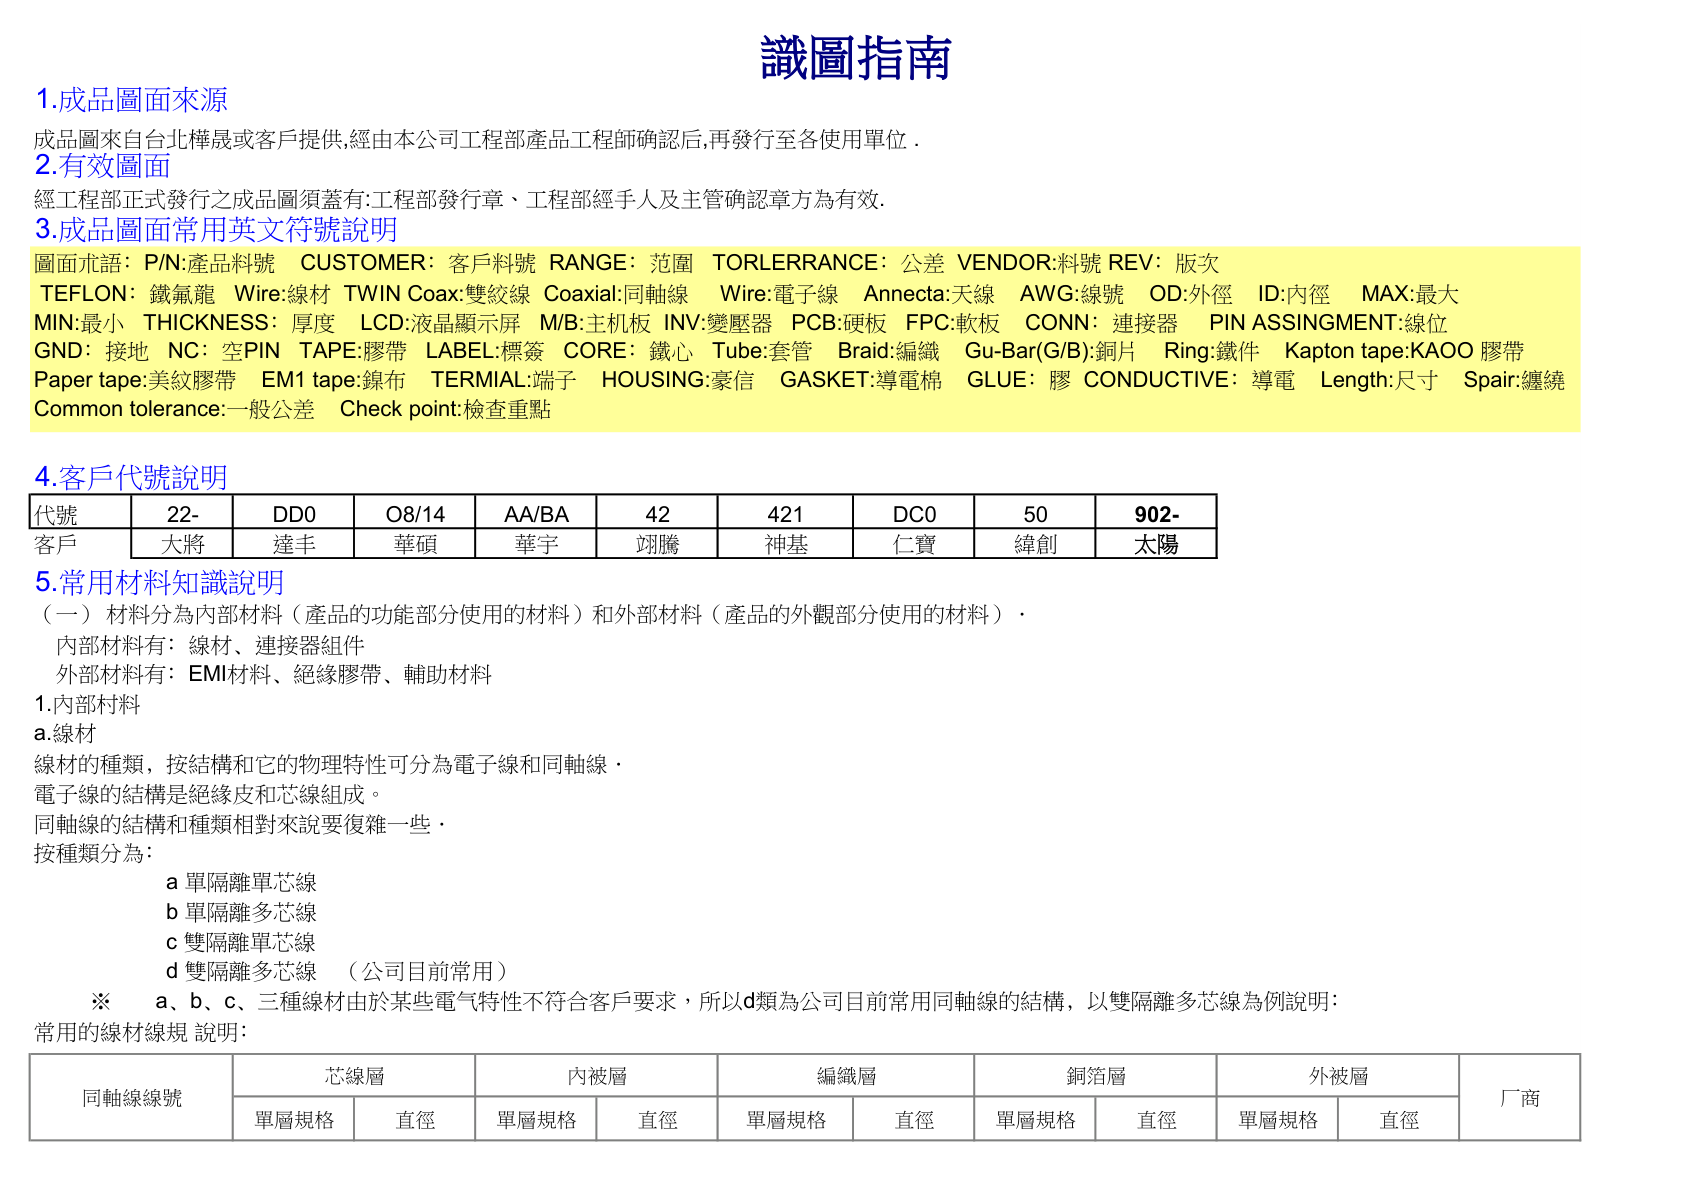 識圖指南
1.成品圖面來源
成品圖來自台北樺晟或客戶提供,經由本公司工程部產品工程師确認后,再發行至各使用單位 .
2.有效圖面
經工程部正式發行之成品圖須蓋有:工程部發行章、工程部經手人及主管确認章方為有效.
3.成品圖面常用英文符號說明
圖面朮語：P/N:產品料號 CUSTOMER：客戶料號 RANGE：范圍 TORLERRANCE：公差 VENDOR:料號 REV：版次
TEFLON：鐵氟龍 Wire:線材 TWIN Coax:雙絞線 Coaxial:同軸線 Wire:電子線 Annecta:天線 AWG:線號 OD:外徑 ID:內徑 MAX:最大
MIN:最小 THICKNESS：厚度 LCD:液晶顯示屏 M/B:主机板 INV:變壓器 PCB:硬板 FPC:軟板 CONN：連接器 PIN ASSINGMENT:線位
GND：接地 NC：空PIN TAPE:膠帶 LABEL:標簽 CORE：鐵心 Tube:套管 Braid:編織 Gu-Bar(G/B):銅片 Ring:鐵件 Kapton tape:KAOO 膠帶
Paper tape:美紋膠帶 EM1 tape:鎳布 TERMIAL:端子 HOUSING:豪信 GASKET:導電棉 GLUE：膠 CONDUCTIVE：導電 Length:尺寸 Spair:纏繞
Common tolerance:一般公差 Check point:檢查重點
4.客戶代號說明
代號 22- DD0 O8/14 AA/BA 42 421 DC0 50 902-
客戶 大將 達丰 華碩 華宇 翊騰 神基 仁寶 緯創 太陽
5.常用材料知識說明
（一） 材料分為內部材料（產品的功能部分使用的材料）和外部材料（產品的外觀部分使用的材料）．
內部材料有：線材、連接器組件
外部材料有：EMI材料、絕緣膠帶、輔助材料
1.內部村料
a.線材
線材的種類，按結構和它的物理特性可分為電子線和同軸線．
電子線的結構是絕緣皮和芯線組成。
同軸線的結構和種類相對來說要復雜一些．
按種類分為：
a 單隔離單芯線
b 單隔離多芯線
c 雙隔離單芯線
d 雙隔離多芯線 （公司目前常用）
※ a、b、c、三種線材由於某些電气特性不符合客戶要求，所以d類為公司目前常用同軸線的結構，以雙隔離多芯線為例說明：
常用的線材線規 說明：
同軸線線號 芯線層 內被層 編織層 銅箔層 外被層 厂商
單層規格 直徑 單層規格 直徑 單層規格 直徑 單層規格 直徑 單層規格 直徑